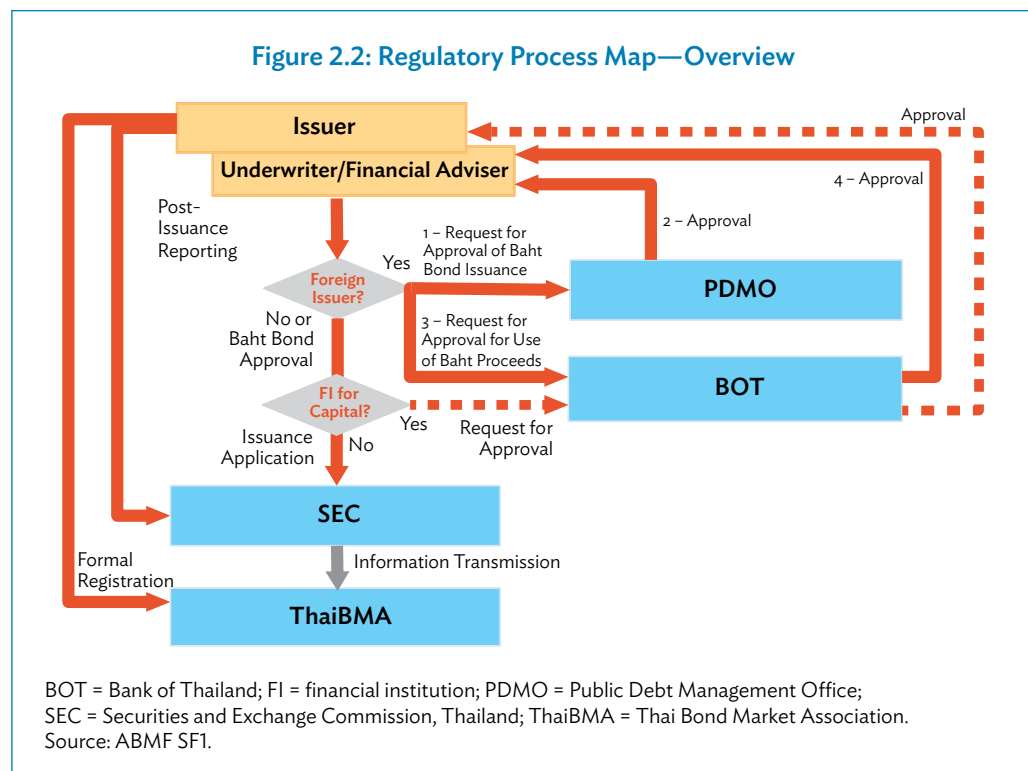 Figure 2.2: Regulatory Process Map—Overview
Issuer
Underwriter/Financial Adviser
Approval
4 – Approval
2 – Approval
Post-
Issuance
Reporting
1 – Request for
Approval of Baht
Bond Issuance
Yes
Foreign
Issuer?
PDMO
No or
Baht Bond
Approval
3 – Request for
Approval for Use
of Baht Proceeds
BOT
FI for
Capital?
Yes
Request for
Approval
Issuance
Application
No
SEC
Information Transmission
Formal
Registration
ThaiBMA
BOT = Bank of Thailand; FI = financial institution; PDMO = Public Debt Management Office;
SEC = Securities and Exchange Commission, Thailand; ThaiBMA = Thai Bond Market Association.
Source: ABMF SF1.